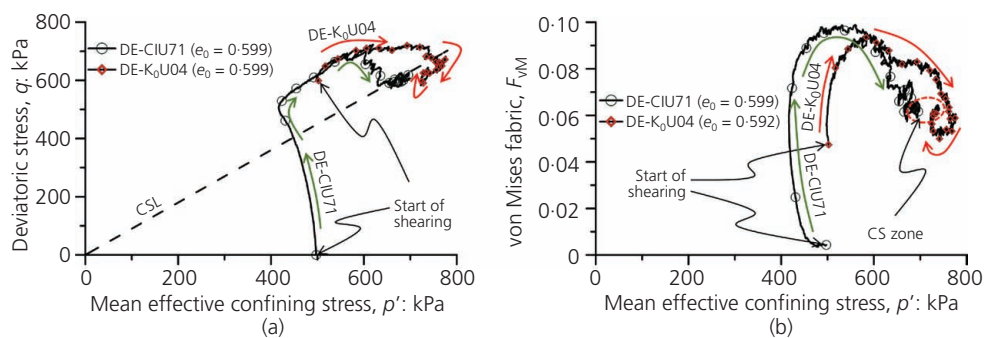 800
600
400
200
0
Deviatoric stress, q: kPa
DE-CIU71 (e0 = 0·599)
DE-K0U04 (e0 = 0·599)
DE-K0U04
DE-CIU71
CSL
Start of
shearing
0
200
400
600
800
Mean effective confining stress, p': kPa
(a)
0·10
0·08
0·06
0·04
0·02
0
von Mises fabric, FvM
DE-CIU71 (e0 = 0·599)
DE-K0U04 (e0 = 0·592)
DE-K0U04
DE-CIU71
Start of
shearing
CS zone
0
100
200
300
400
500
600
700
800
Mean effective confining stress, p': kPa
(b)